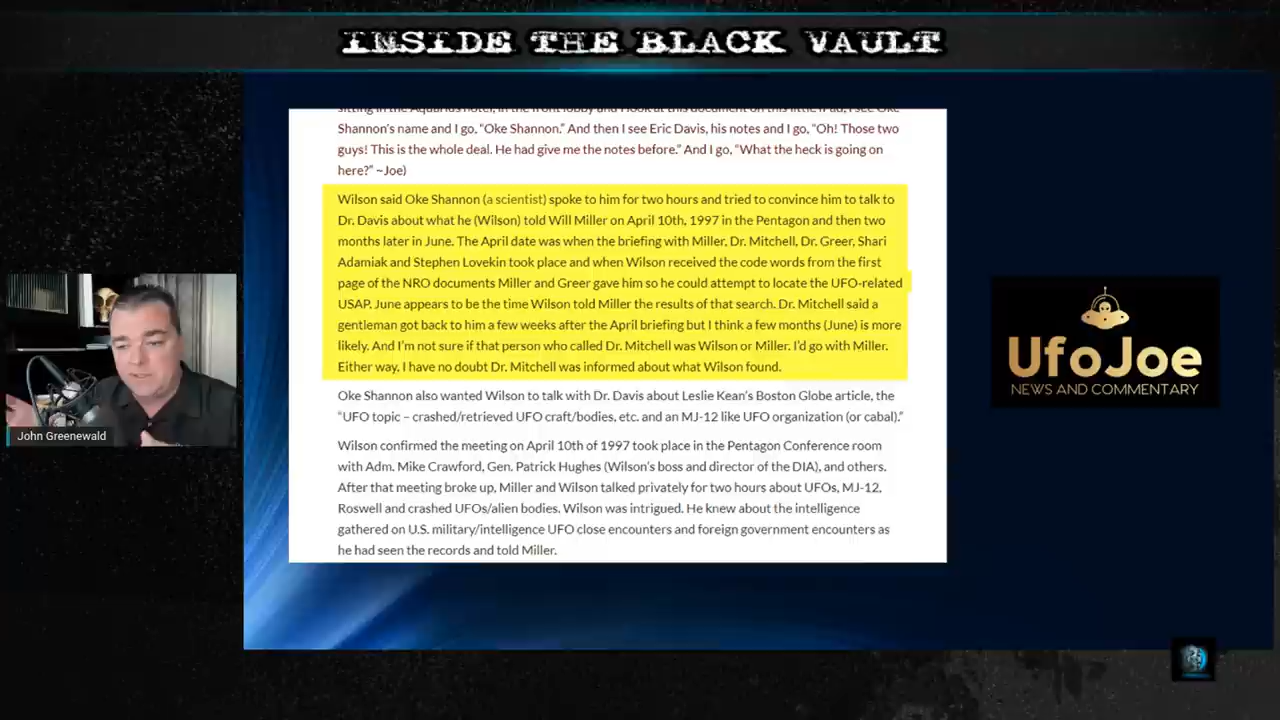 INSIDE THE BLACK VAULT
Shannon's name and I go, "Oke Shannon." And then I see Eric Davis, his notes and I go, "Oh! Those two
guys! This is the whole deal. He had give me the notes before." And I go, "What the heck is going on
here?" ~Joe)
Wilson said Oke Shannon (a scientist) spoke to him for two hours and tried to convince him to talk to
Dr. Davis about what he (Wilson) told Will Miller on April 10th, 1997 in the Pentagon and then two
months later in June. The April date was when the briefing with Miller, Dr. Mitchell, Dr. Greer, Shari
Adamiak and Stephen Lovekin took place and when Wilson received the code words from the first
page of the NRO documents Miller and Greer gave him so he could attempt to locate the UFO-related
USAP. June appears to be the time Wilson told Miller the results of that search. Dr. Mitchell said a
gentleman got back to him a few weeks after the April briefing but I think a few months (June) is more
likely. And I'm not sure if that person who called Dr. Mitchell was Wilson or Miller. I'd go with Miller.
Either way, I have no doubt Dr. Mitchell was informed about what Wilson found.
Oke Shannon also wanted Wilson to talk with Dr. Davis about Leslie Kean's Boston Globe article, the
"UFO topic – crashed/retrieved UFO craft/bodies, etc. and an MJ-12 like UFO organization (or cabal)."
Wilson confirmed the meeting on April 10th of 1997 took place in the Pentagon Conference room
with Adm. Mike Crawford, Gen. Patrick Hughes (Wilson's boss and director of the DIA), and others.
After that meeting broke up, Miller and Wilson talked privately for two hours about UFOs, MJ-12,
Roswell and crashed UFOs/alien bodies. Wilson was intrigued. He knew about the intelligence
gathered on U.S. military/intelligence UFO close encounters and foreign government encounters as
he had seen the records and told Miller.
John Greenewald
UfoJoe
NEWS AND COMMENTARY